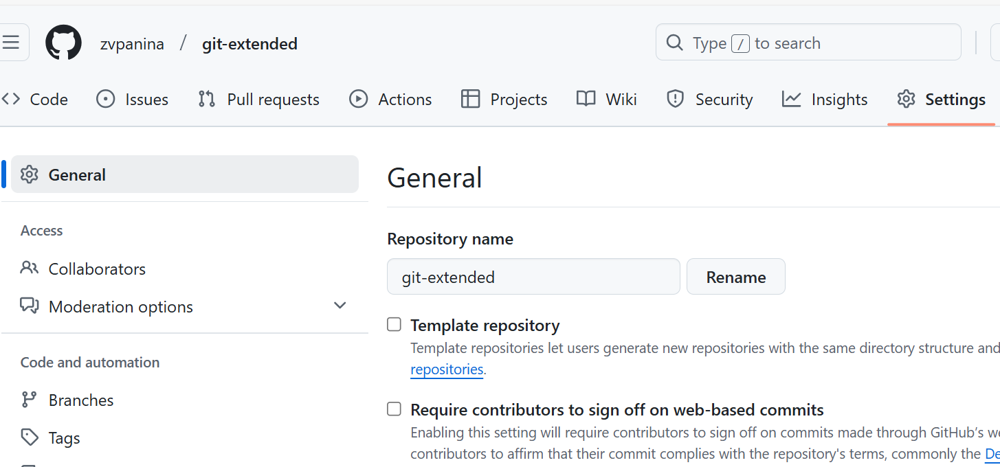 zvpanina / git-extended
Type / to search
Code Issues Pull requests Actions Projects Wiki Security Insights Settings
General
Access
Collaborators
Moderation options
Code and automation
Branches
Tags
General
Repository name
git-extended Rename
Template repository
Template repositories let users generate new repositories with the same directory structure and
repositories.
Require contributors to sign off on web-based commits
Enabling this setting will require contributors to sign off on commits made through GitHub’s we
contributors to affirm that their commit complies with the repository's terms, commonly the De